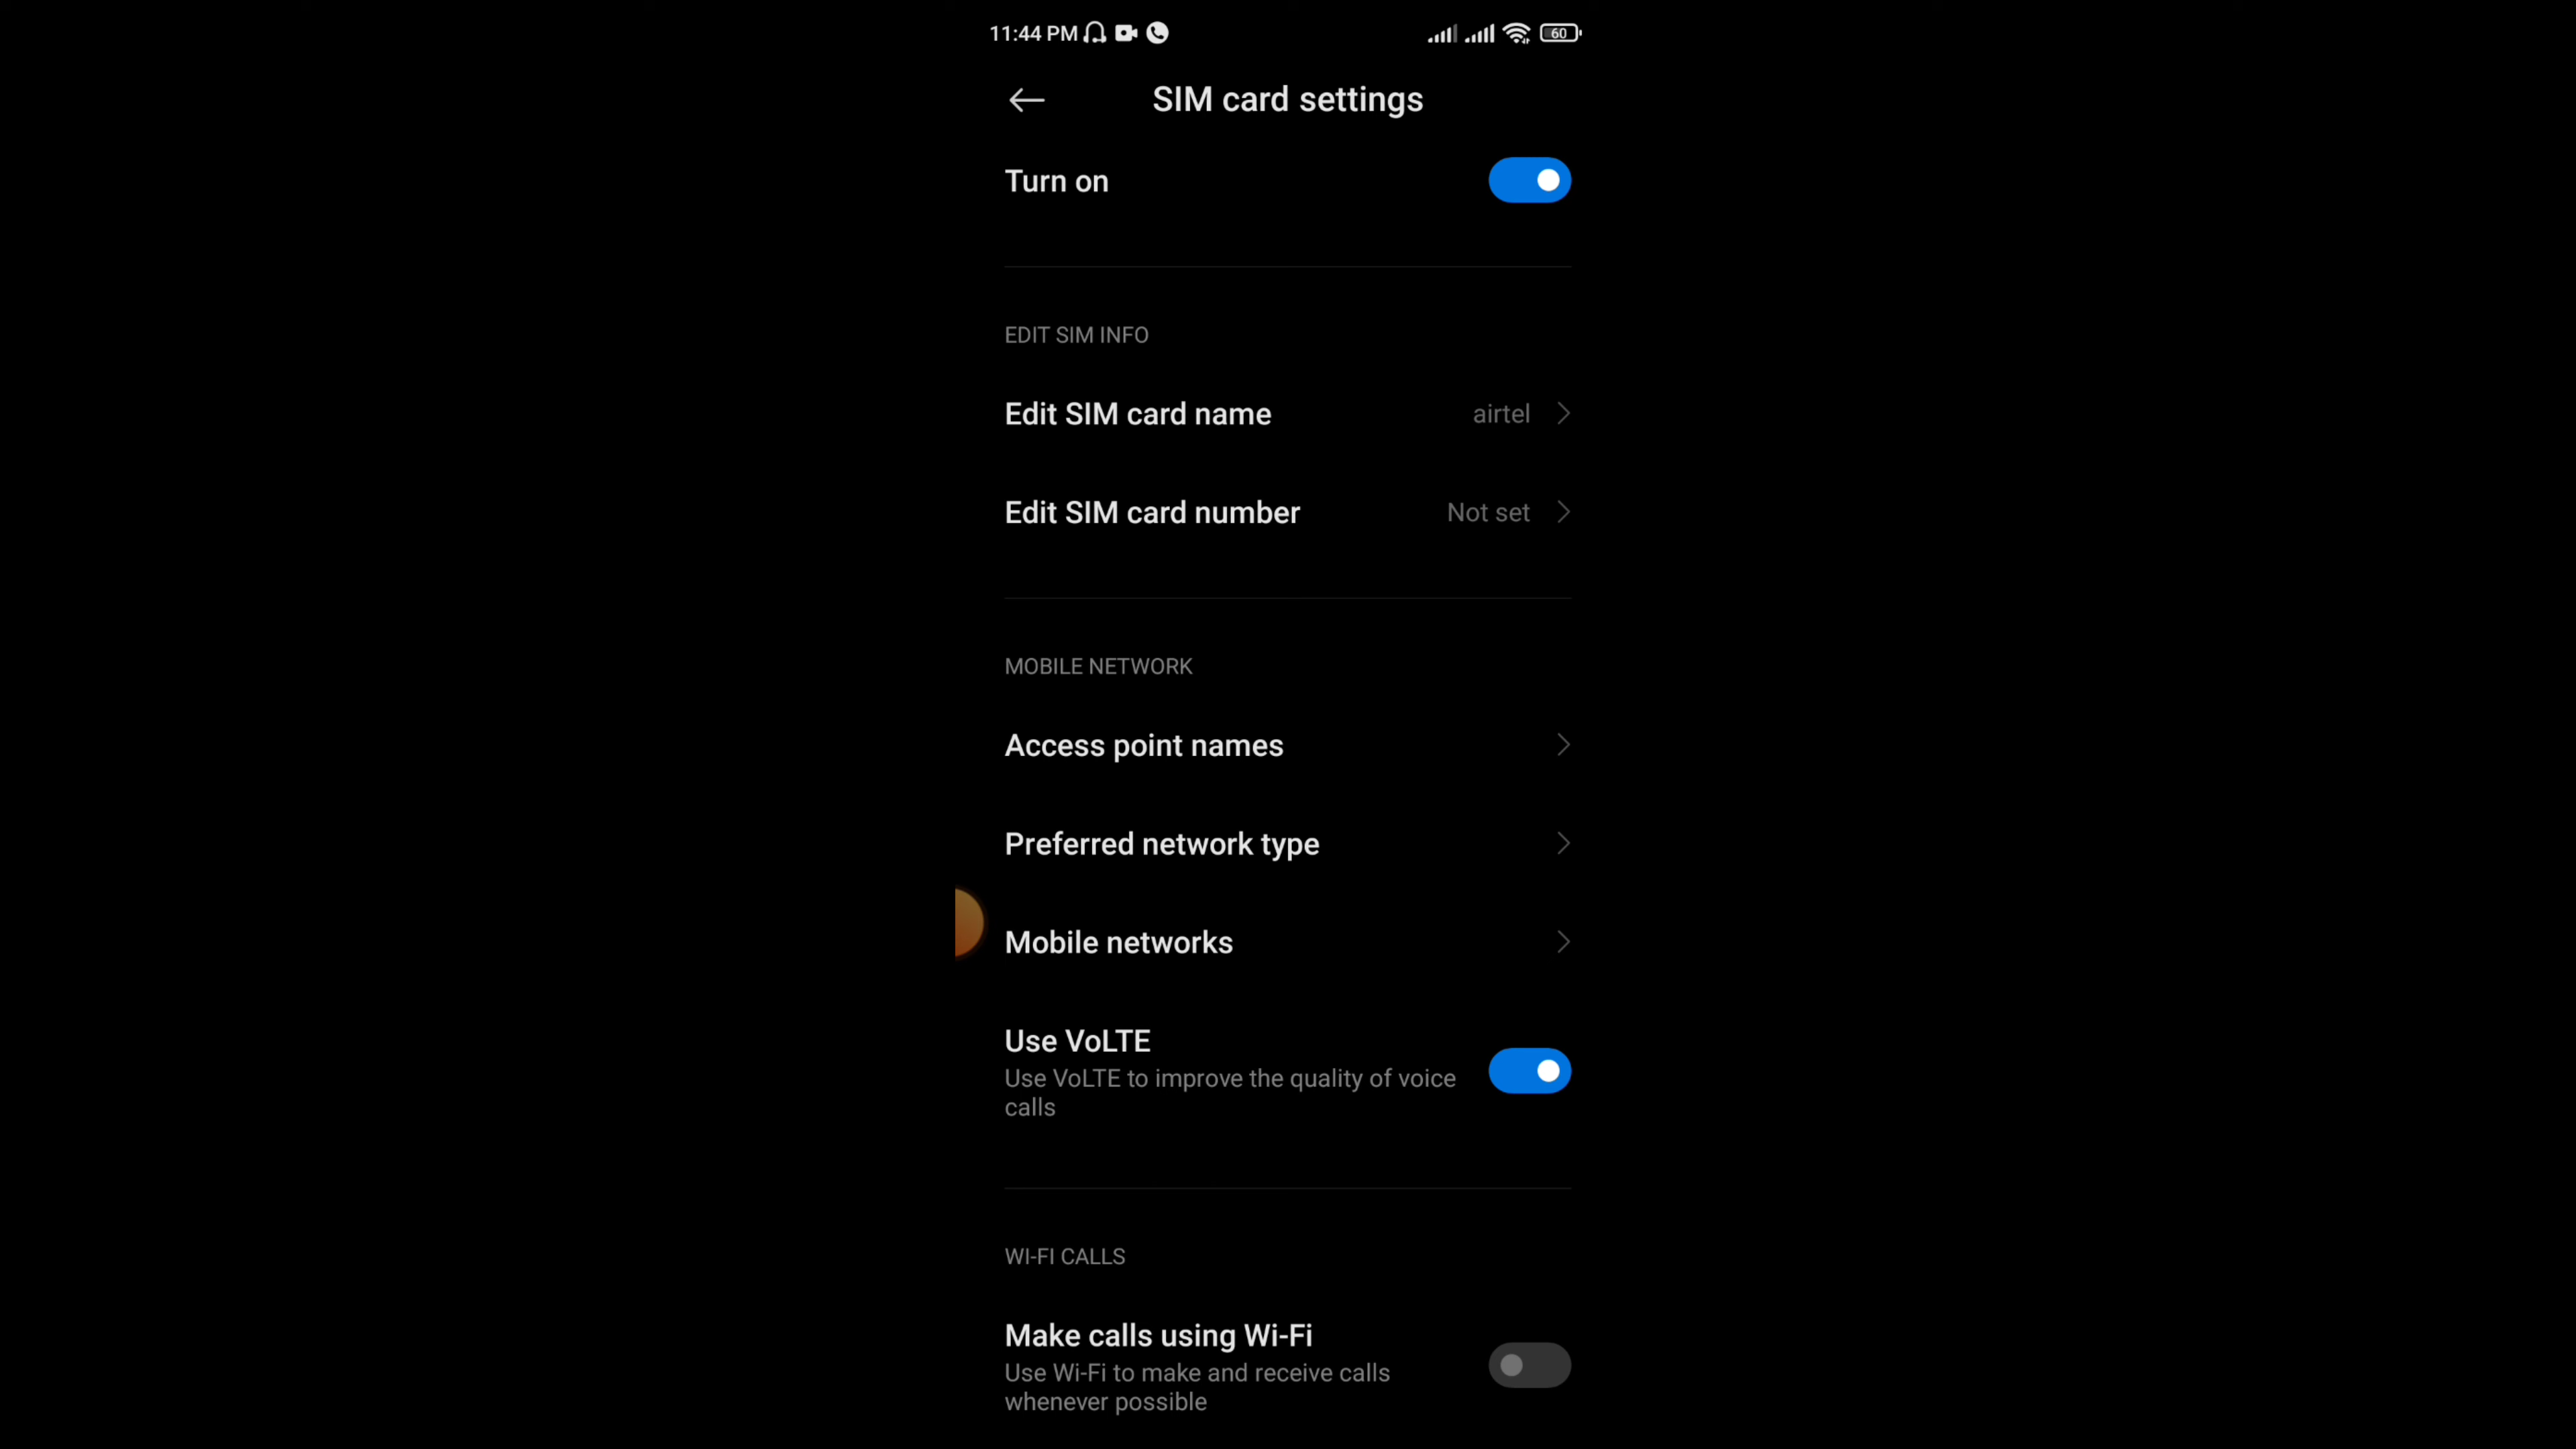 11:44 PM
60
SIM card settings
Turn on
EDIT SIM INFO
Edit SIM card name
airtel
Edit SIM card number
Not set
MOBILE NETWORK
Access point names
Preferred network type
Mobile networks
Use VoLTE
Use VoLTE to improve the quality of voice
calls
WI-FI CALLS
Make calls using Wi-Fi
Use Wi-Fi to make and receive calls
whenever possible